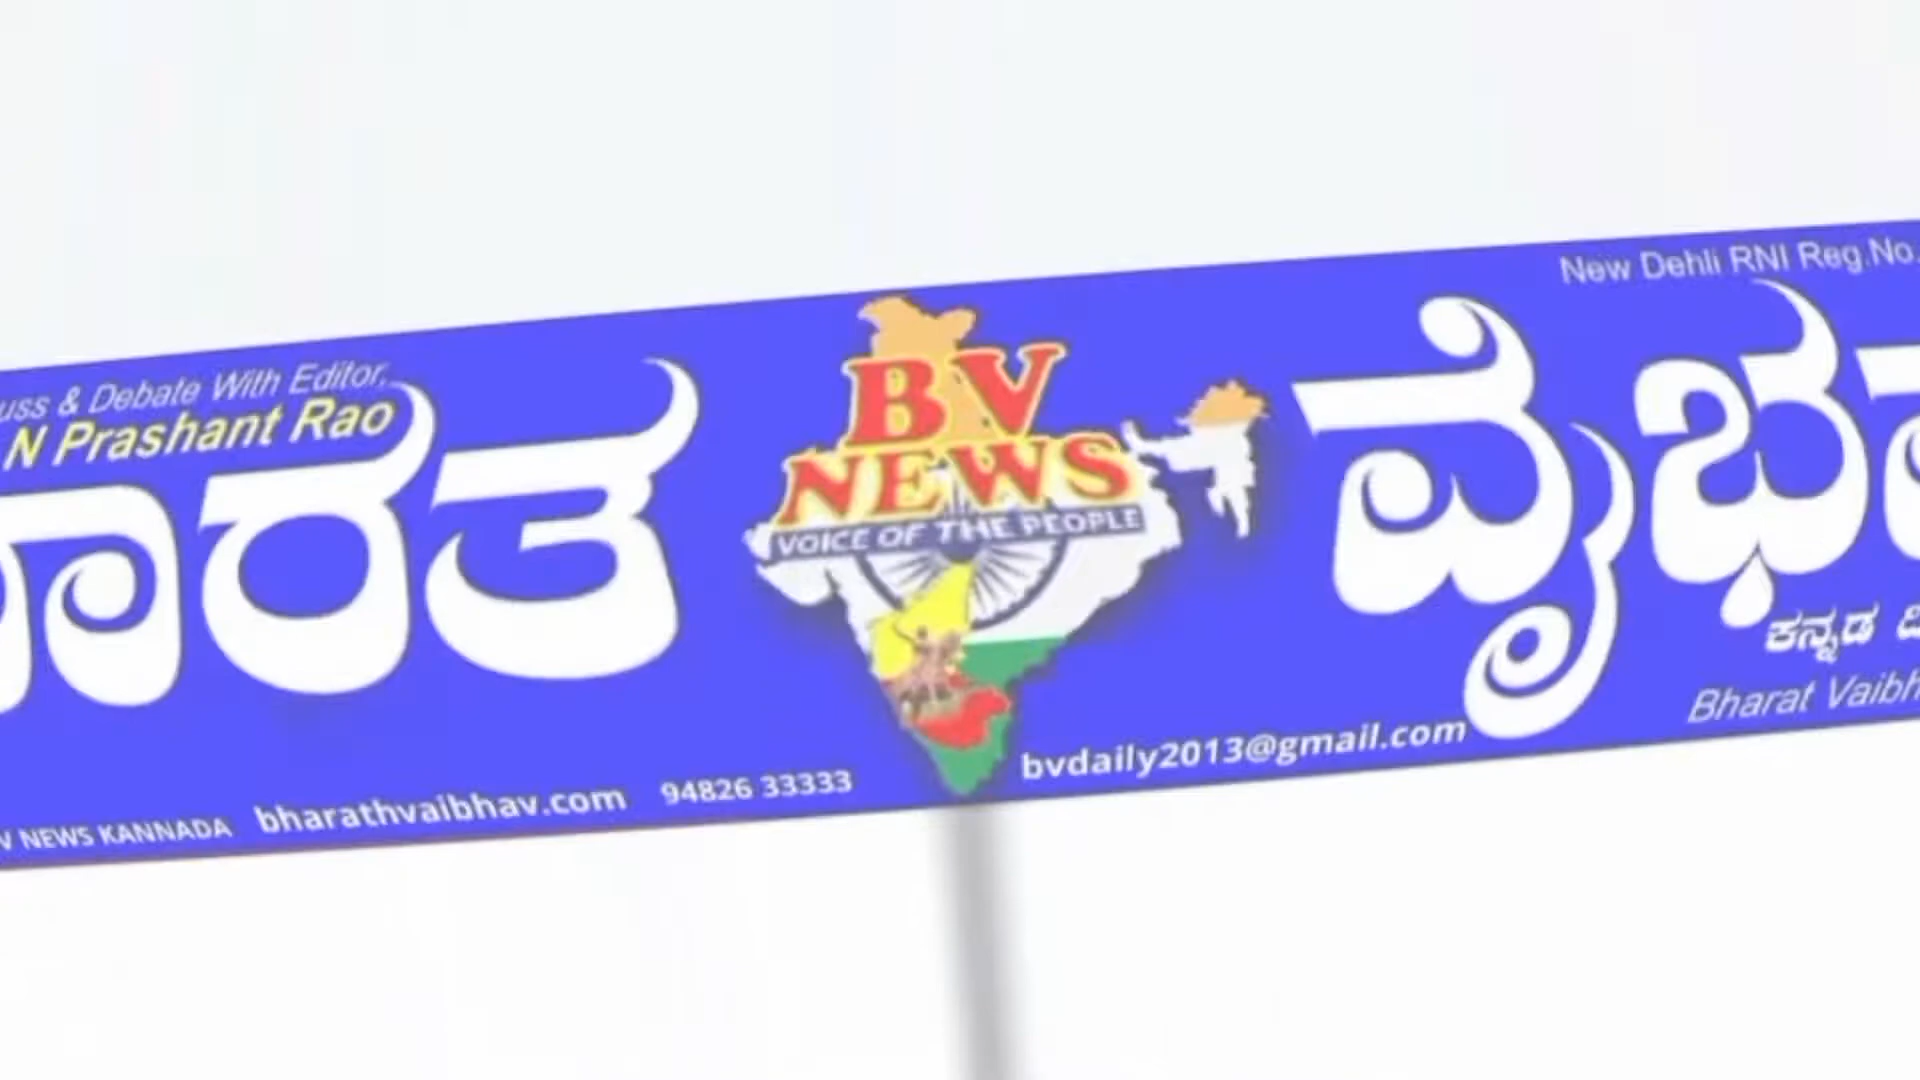 & Debate With Editor,
N Prashant Rao
ಾರತ
BV
NEWS
VOICE OF THE PEOPLE
New Dehli RNI Reg.No.
ವೈಭ
ಕನ್ನಡ
Bharat
V NEWS KANNADA
bharathvaibhav.com
94826 33333
bvdaily2013@gmail.com